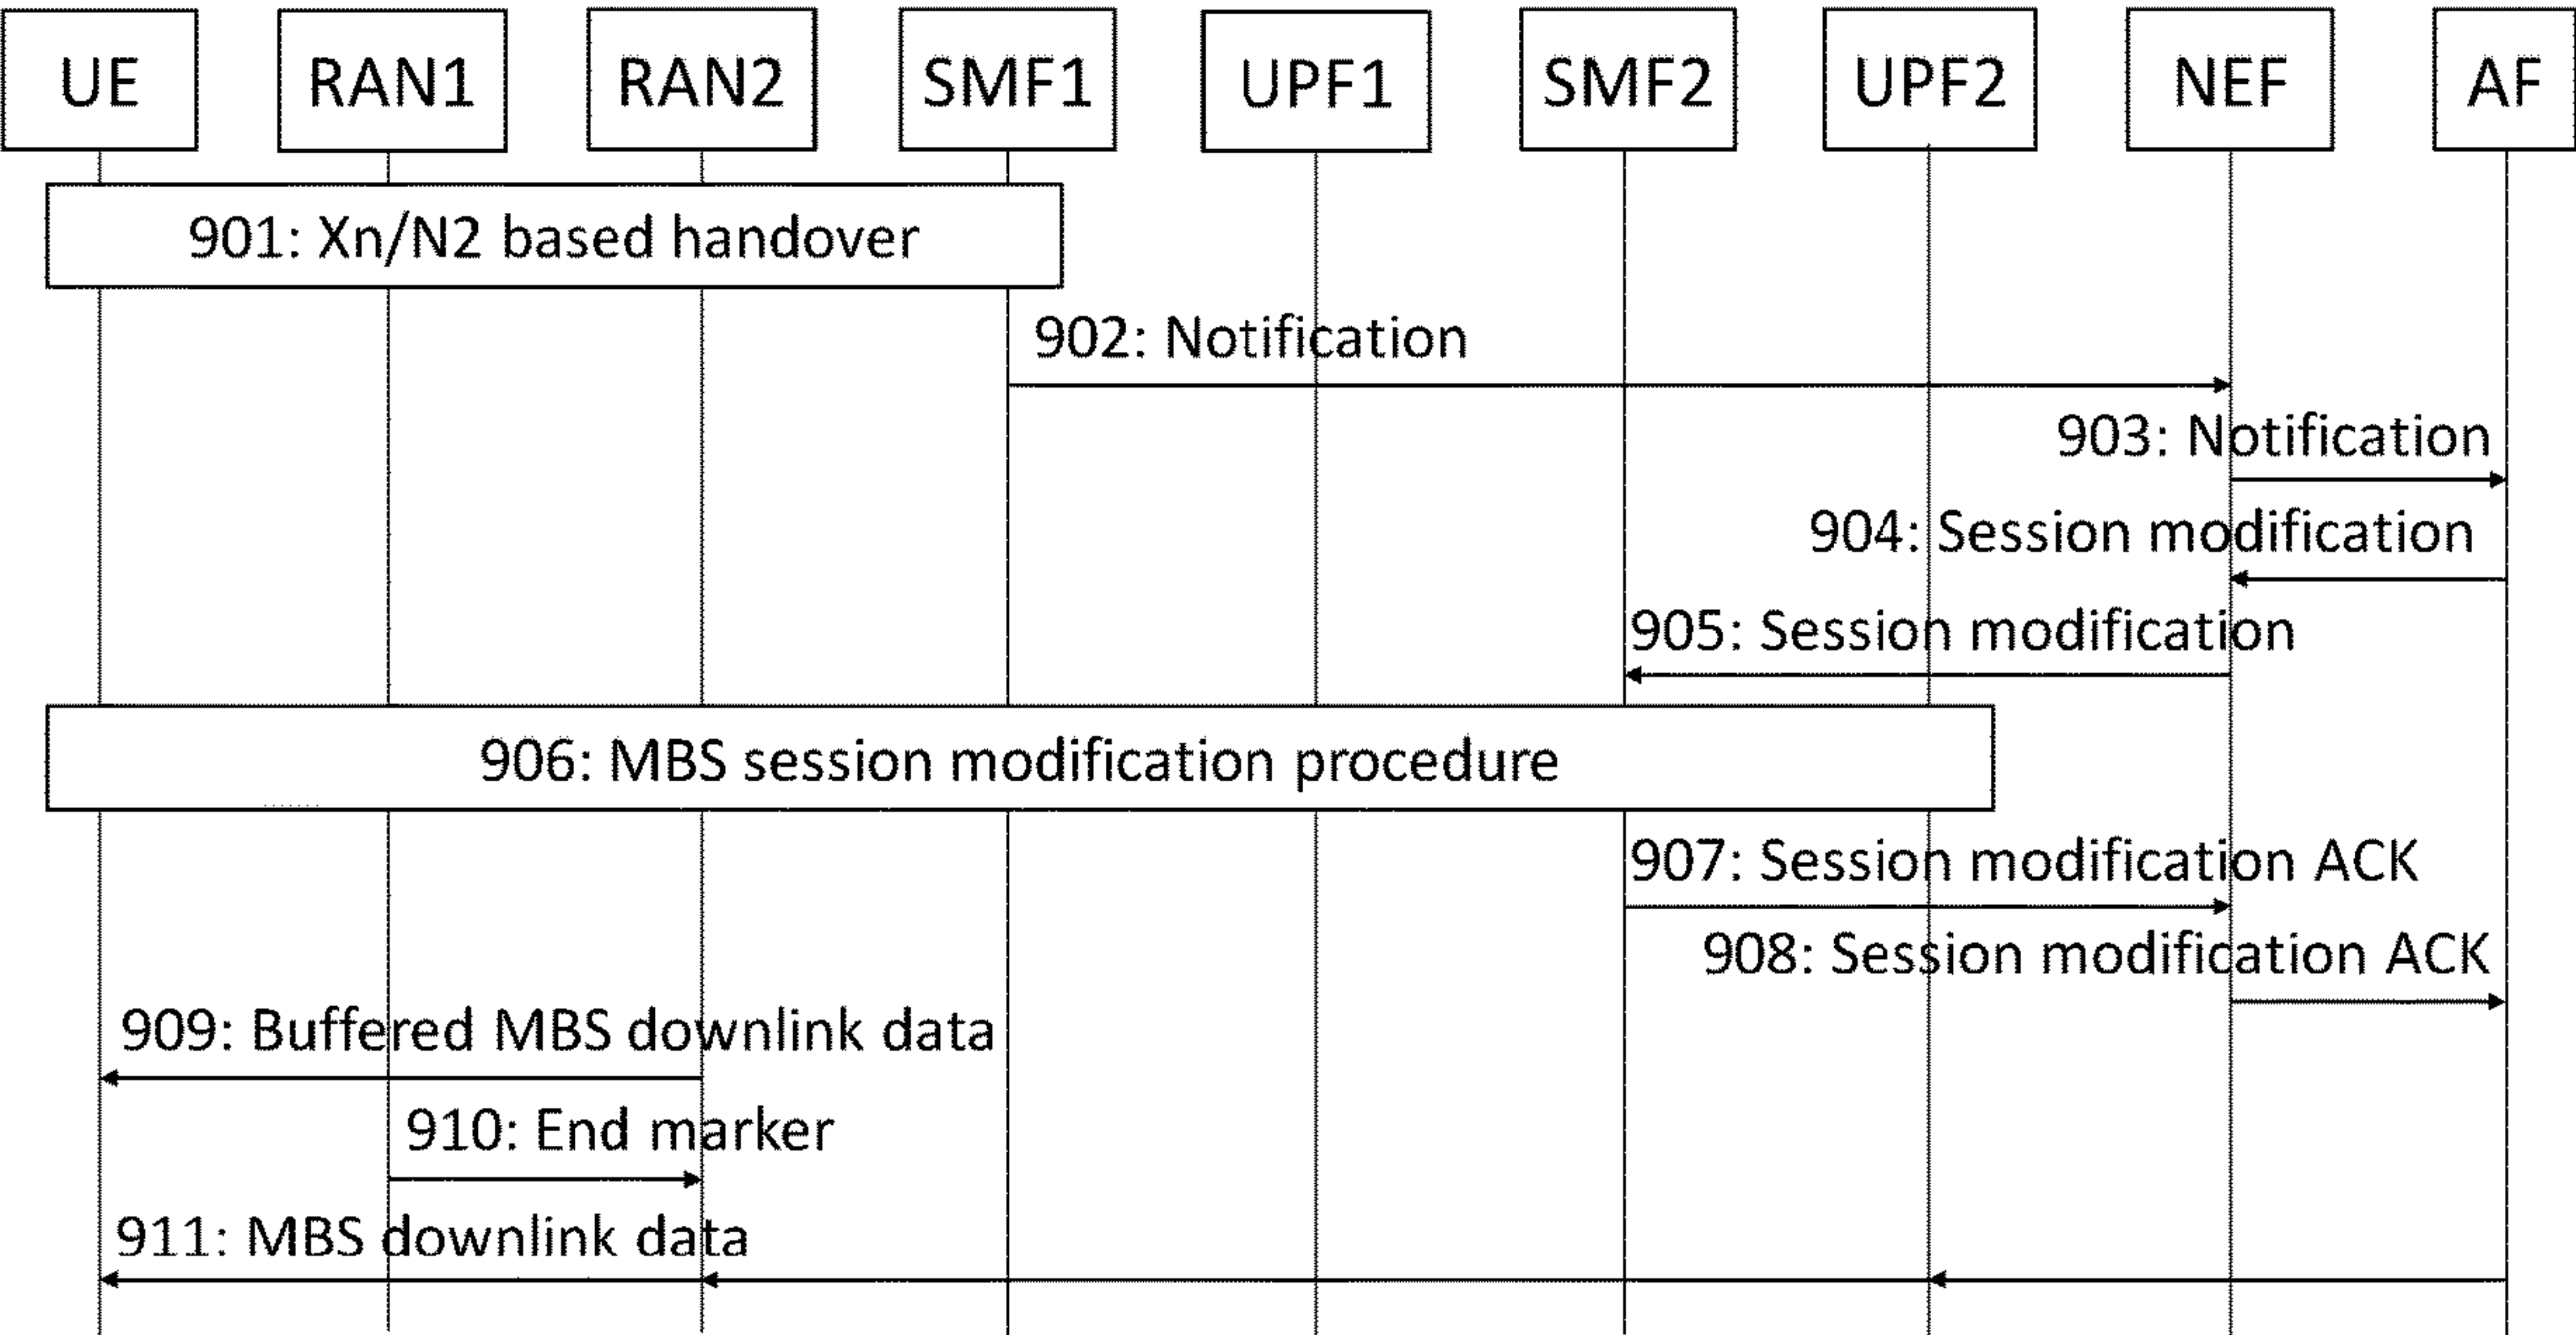 UE RAN1 RAN2 SMF1 UPF1 SMF2 UPF2 NEF AF
901: Xn/N2 based handover
902: Notification
903: Notification
904: Session modification
905: Session modification
906: MBS session modification procedure
907: Session modification ACK
908: Session modification ACK
909: Buffered MBS downlink data
910: End marker
911: MBS downlink data